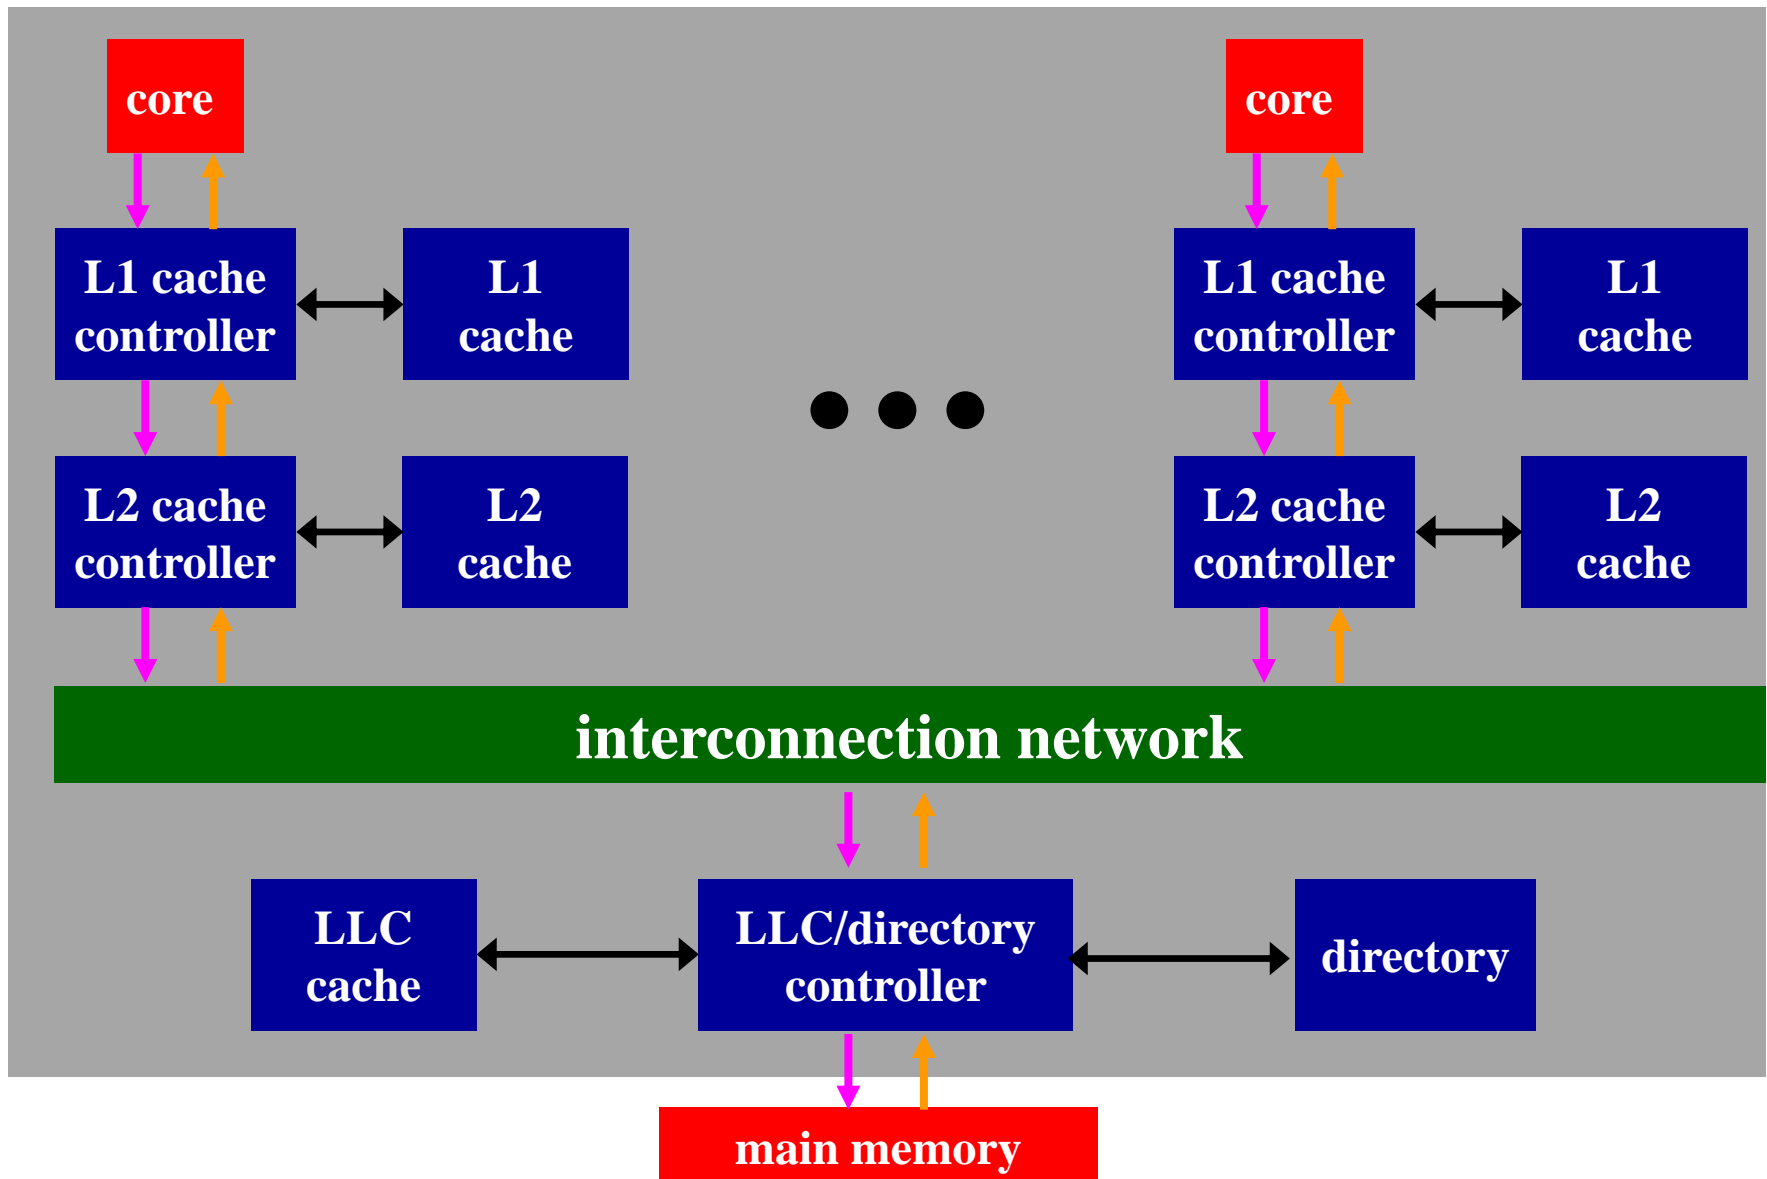 core
core
L1 cache
controller
L1
cache
L1 cache
controller
L1
cache
L2 cache
controller
L2
cache
L2 cache
controller
L2
cache
interconnection network
LLC
cache
LLC/directory
controller
directory
main memory